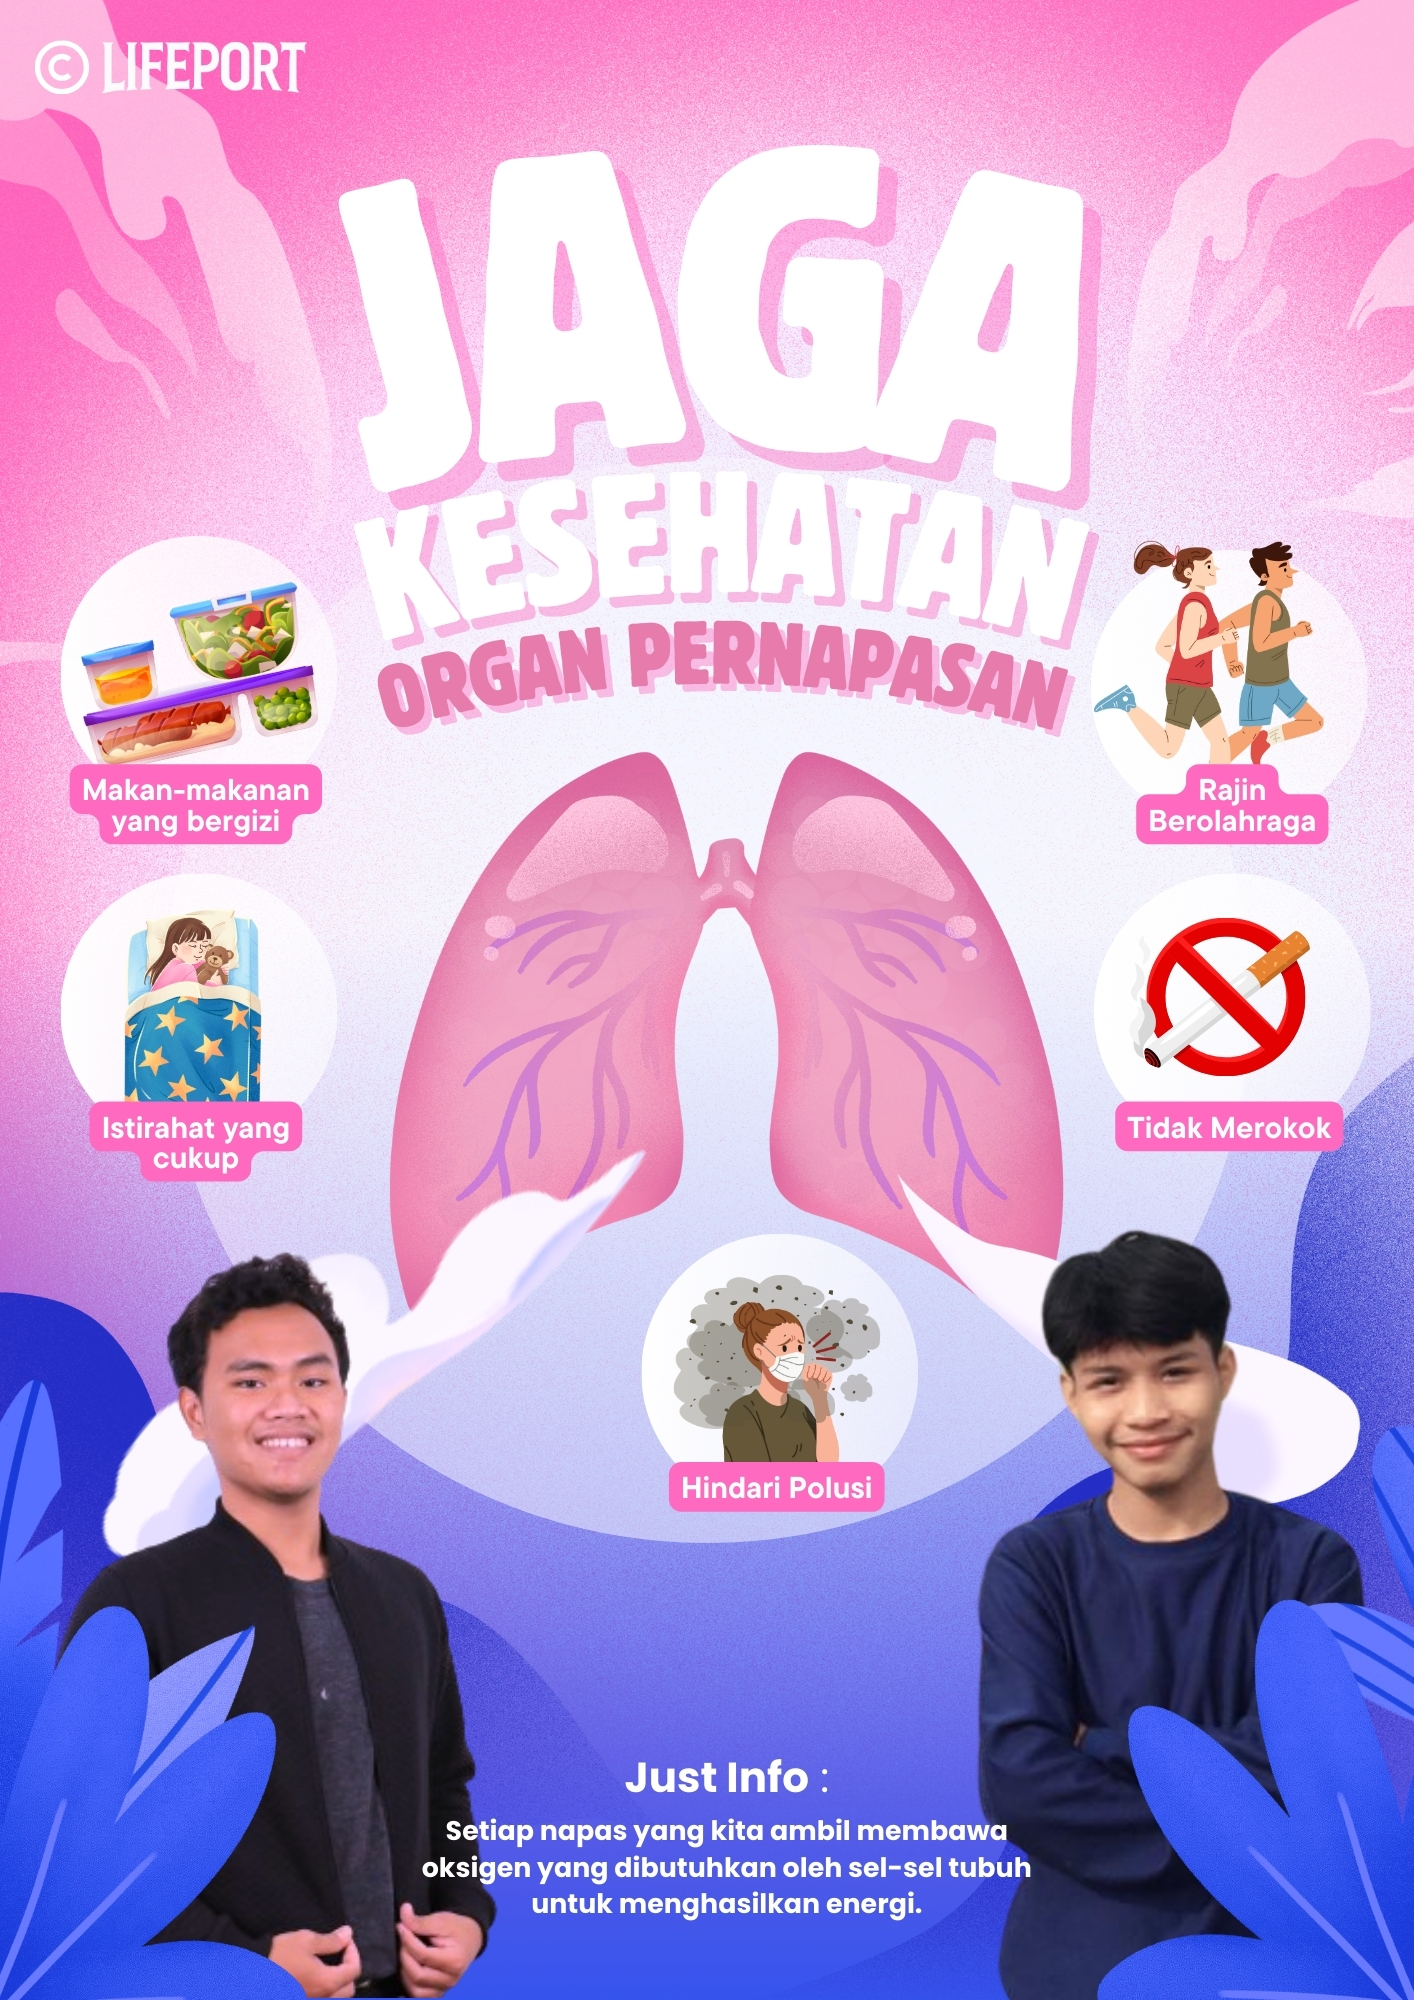 © LIFEPORT
JAGA
KESEHATAN
ORGAN PERNAPASAN
Makan-makanan
yang bergizi
Rajin
Berolahraga
Istirahat yang
cukup
Tidak Merokok
Hindari Polusi
Just Info :
Setiap napas yang kita ambil membawa
oksigen yang dibutuhkan oleh sel-sel tubuh
untuk menghasilkan energi.